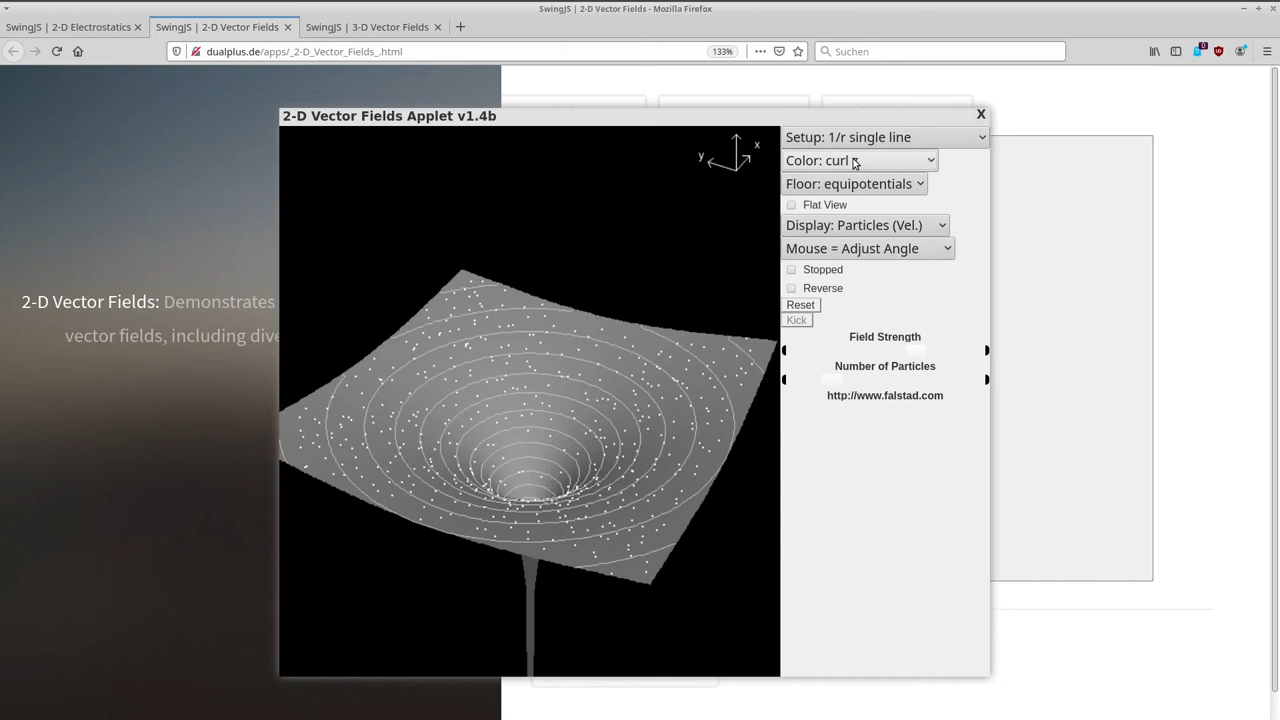 SwingJS | 2-D Vector Fields - Mozilla Firefox
SwingJS | 2-D Electrostatics
SwingJS | 2-D Vector Fields
SwingJS | 3-D Vector Fields
dualplus.de/apps/_2-D_Vector_Fields_.html
133%
Suchen
2-D Vector Fields Applet v1.4b
X
y
x
Setup: 1/r single line
Color: curl
Floor: equipotentials
Flat View
Display: Particles (Vel.)
Mouse = Adjust Angle
Stopped
Reverse
Reset
Kick
Field Strength
Number of Particles
http://www.falstad.com
2-D Vector Fields: Demonstrates
vector fields, including dive